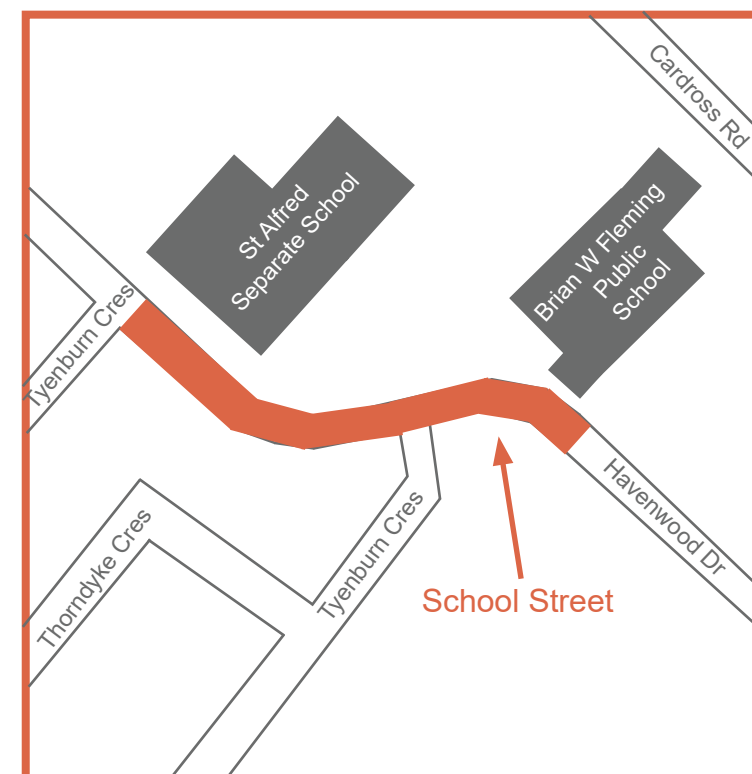 Cardross Rd
St Alfred
Separate School
Brian W Fleming
Public
School
Tyenburn Cres
Havenwood Dr
Thorndyke Cres
Tyenburn Cres
School Street